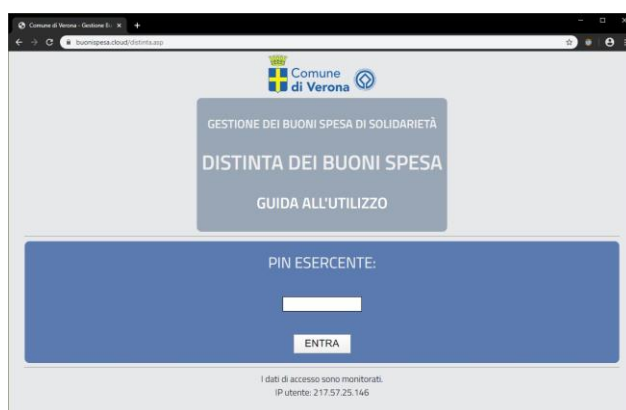 Comune di Verona - Gestione Bu
buonispesa.cloud/distinta.asp
Comune
di Verona
GESTIONE DEI BUONI SPESA DI SOLIDARIETÀ
DISTINTA DEI BUONI SPESA
GUIDA ALL'UTILIZZO
PIN ESERCENTE:
ENTRA
I dati di accesso sono monitorati.
IP utente: 217.57.25.146